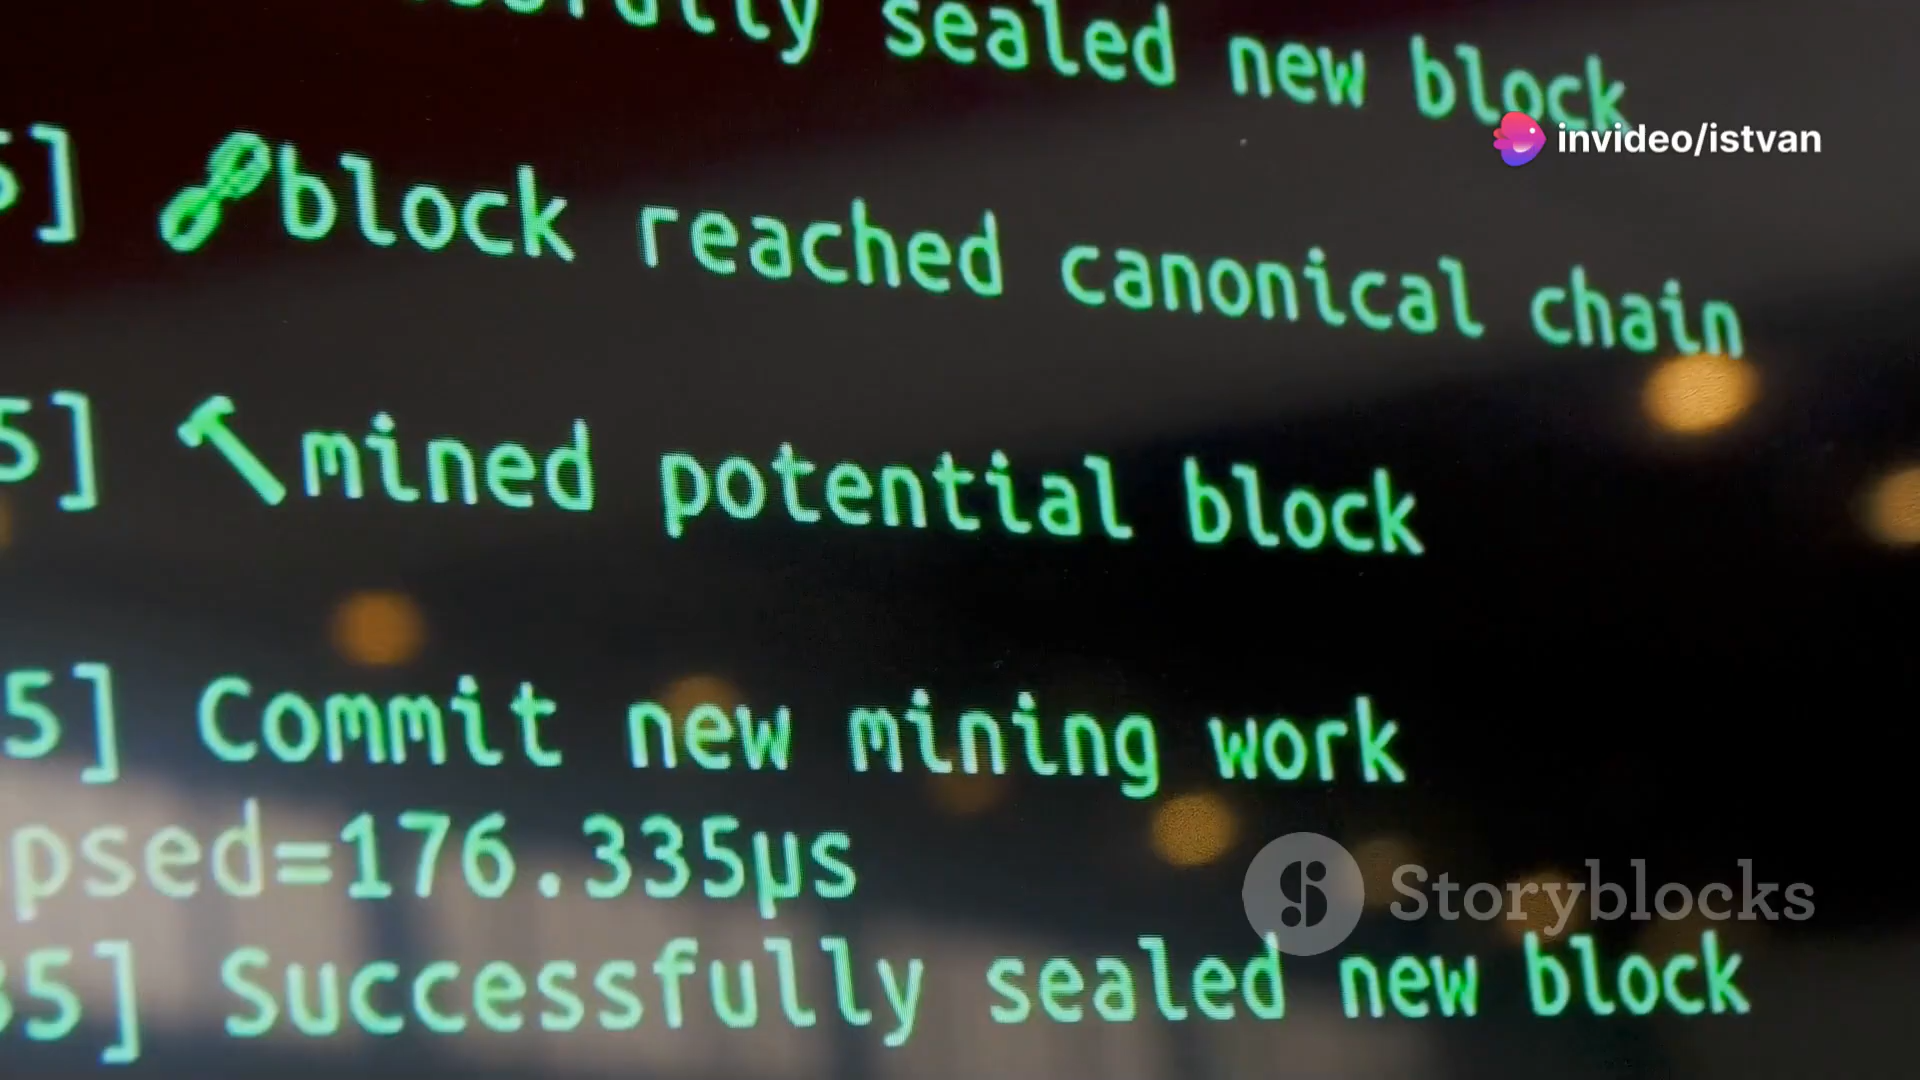 sealed new block
invideo/istvan
5] 🔗block reached canonical chain
5] 🔨mined potential block
5] Commit new mining work
psed=176.335µs
Storyblocks
35] Successfully sealed new block